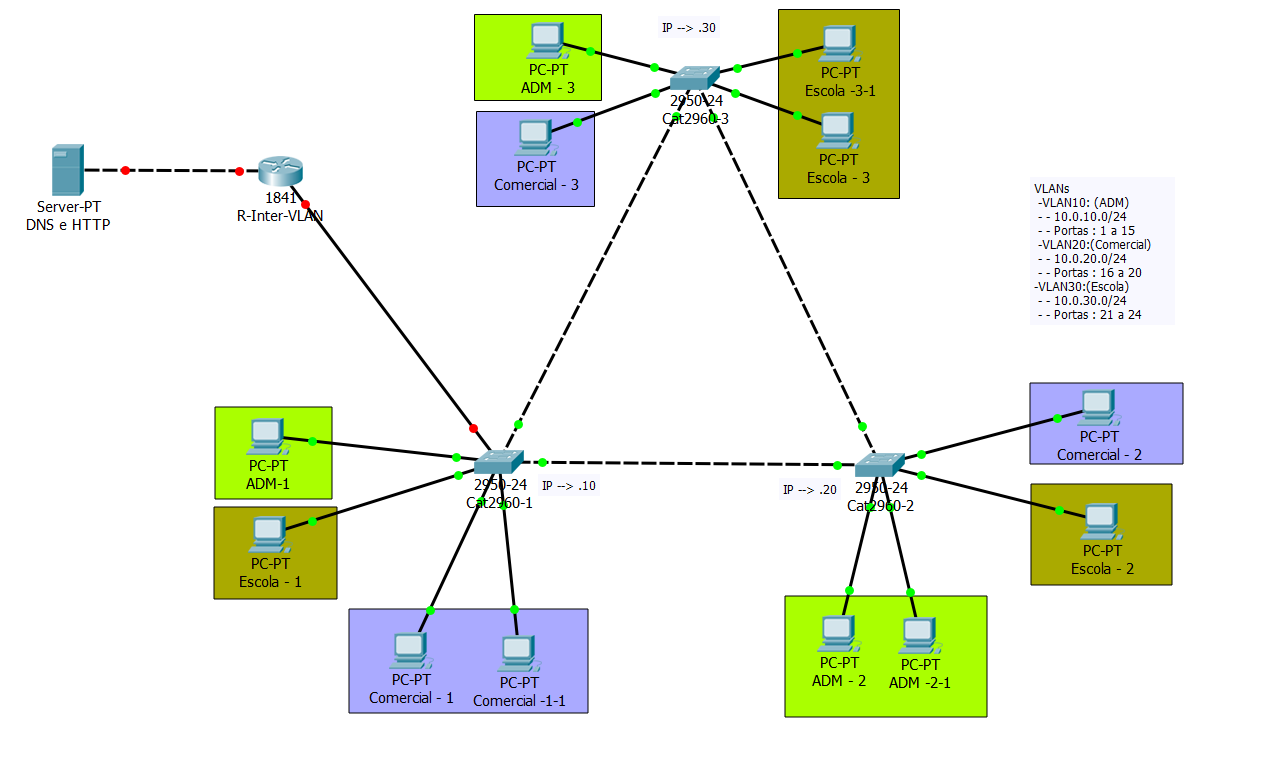 IP --> .30
PC-PT
ADM - 3
PC-PT
Escola -3-1
2950-24
Cat2960-3
PC-PT
Comercial - 3
PC-PT
Escola - 3
Server-PT
DNS e HTTP
1841
R-Inter-VLAN
VLANs
-VLAN10: (ADM)
- - 10.0.10.0/24
- - Portas : 1 a 15
-VLAN20:(Comercial)
- - 10.0.20.0/24
- - Portas : 16 a 20
-VLAN30:(Escola)
- - 10.0.30.0/24
- - Portas : 21 a 24
PC-PT
ADM-1
2950-24
Cat2960-1
IP --> .10
IP --> .20
2950-24
Cat2960-2
PC-PT
Comercial - 2
PC-PT
Escola - 1
PC-PT
Escola - 2
PC-PT
Comercial - 1
PC-PT
Comercial -1-1
PC-PT
ADM - 2
PC-PT
ADM -2-1